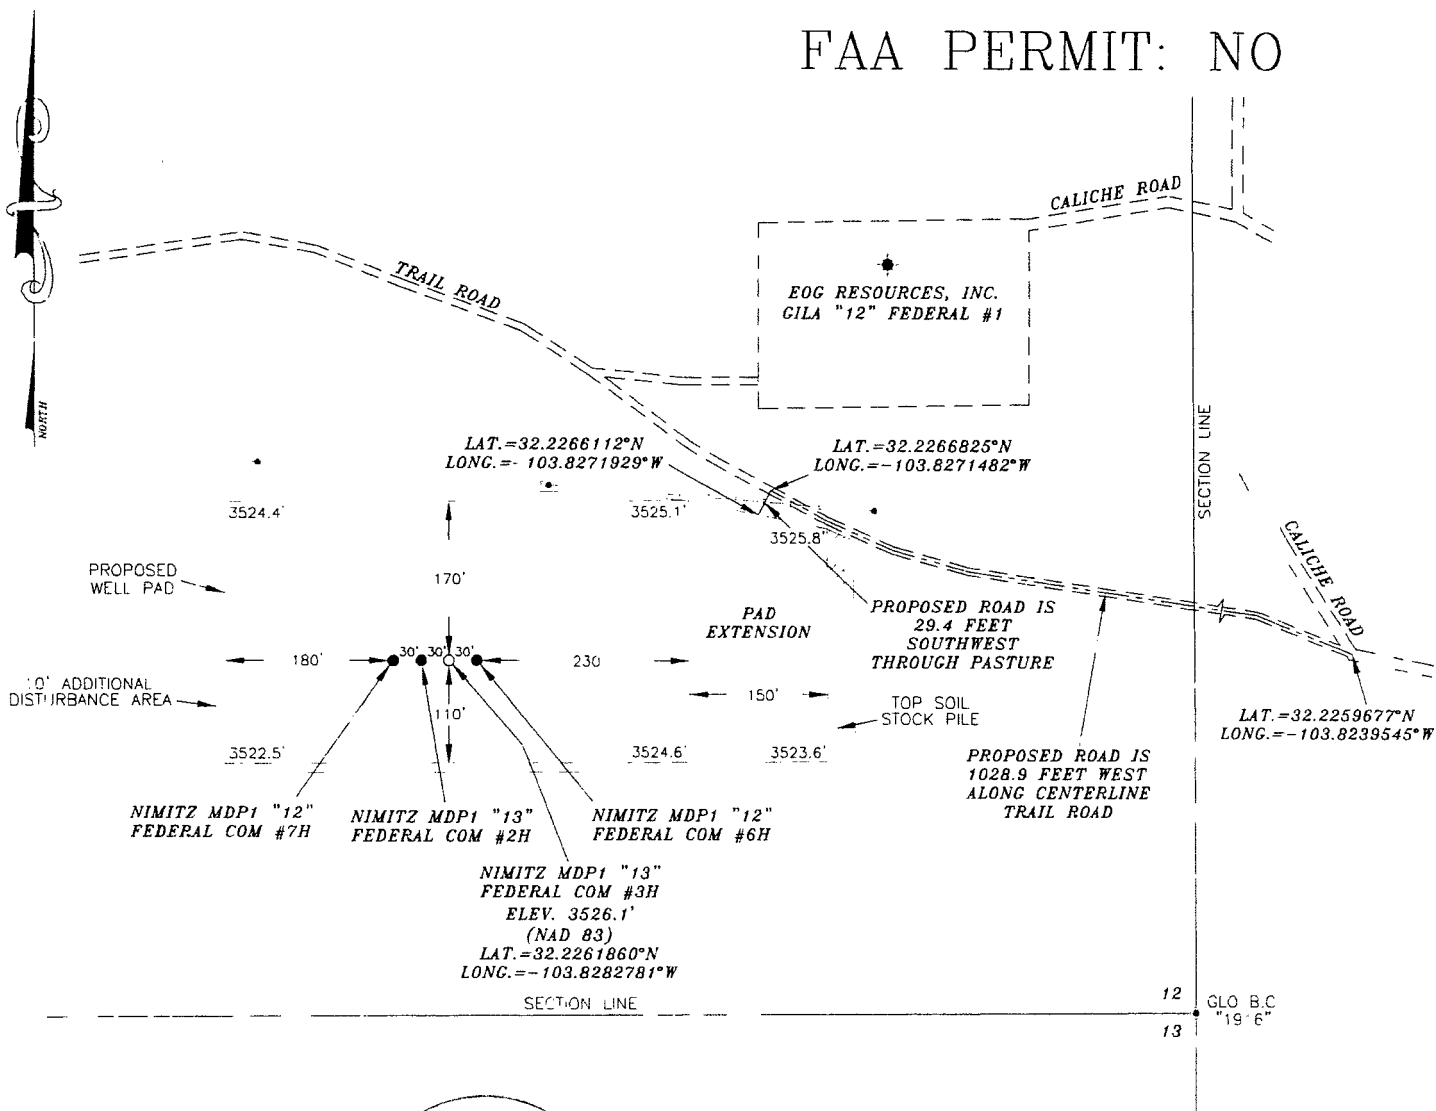 FAA PERMIT: NO
CALICHE ROAD
TRAIL ROAD
EOG RESOURCES, INC.
GILA "12" FEDERAL #1
NORTH
SECTION LINE
LAT.=32.2266112°N
LONG.=-103.8271929°W
LAT.=32.2266825°N
LONG.=-103.8271482°W
3524.4'
3525.1'
3525.8'
CALICHE ROAD
PROPOSED
WELL PAD
170'
PAD
EXTENSION
PROPOSED ROAD IS
29.4 FEET
SOUTHWEST
THROUGH PASTURE
180'
30'
30'
30'
230
ADDITIONAL
DISTURBANCE AREA
110'
150'
TOP SOIL
STOCK PILE
LAT.=32.2259677°N
LONG.=-103.8239545°W
3522.5'
3524.6'
3523.6'
PROPOSED ROAD IS
1028.9 FEET WEST
ALONG CENTERLINE
TRAIL ROAD
NIMITZ MDP1 "12"
FEDERAL COM #7H
NIMITZ MDP1 "13"
FEDERAL COM #2H
NIMITZ MDP1 "12"
FEDERAL COM #6H
NIMITZ MDP1 "13"
FEDERAL COM #3H
ELEV. 3526.1'
(NAD 83)
LAT.=32.2261860°N
LONG.=-103.8282781°W
SECTION LINE
12
13
GLO B.C